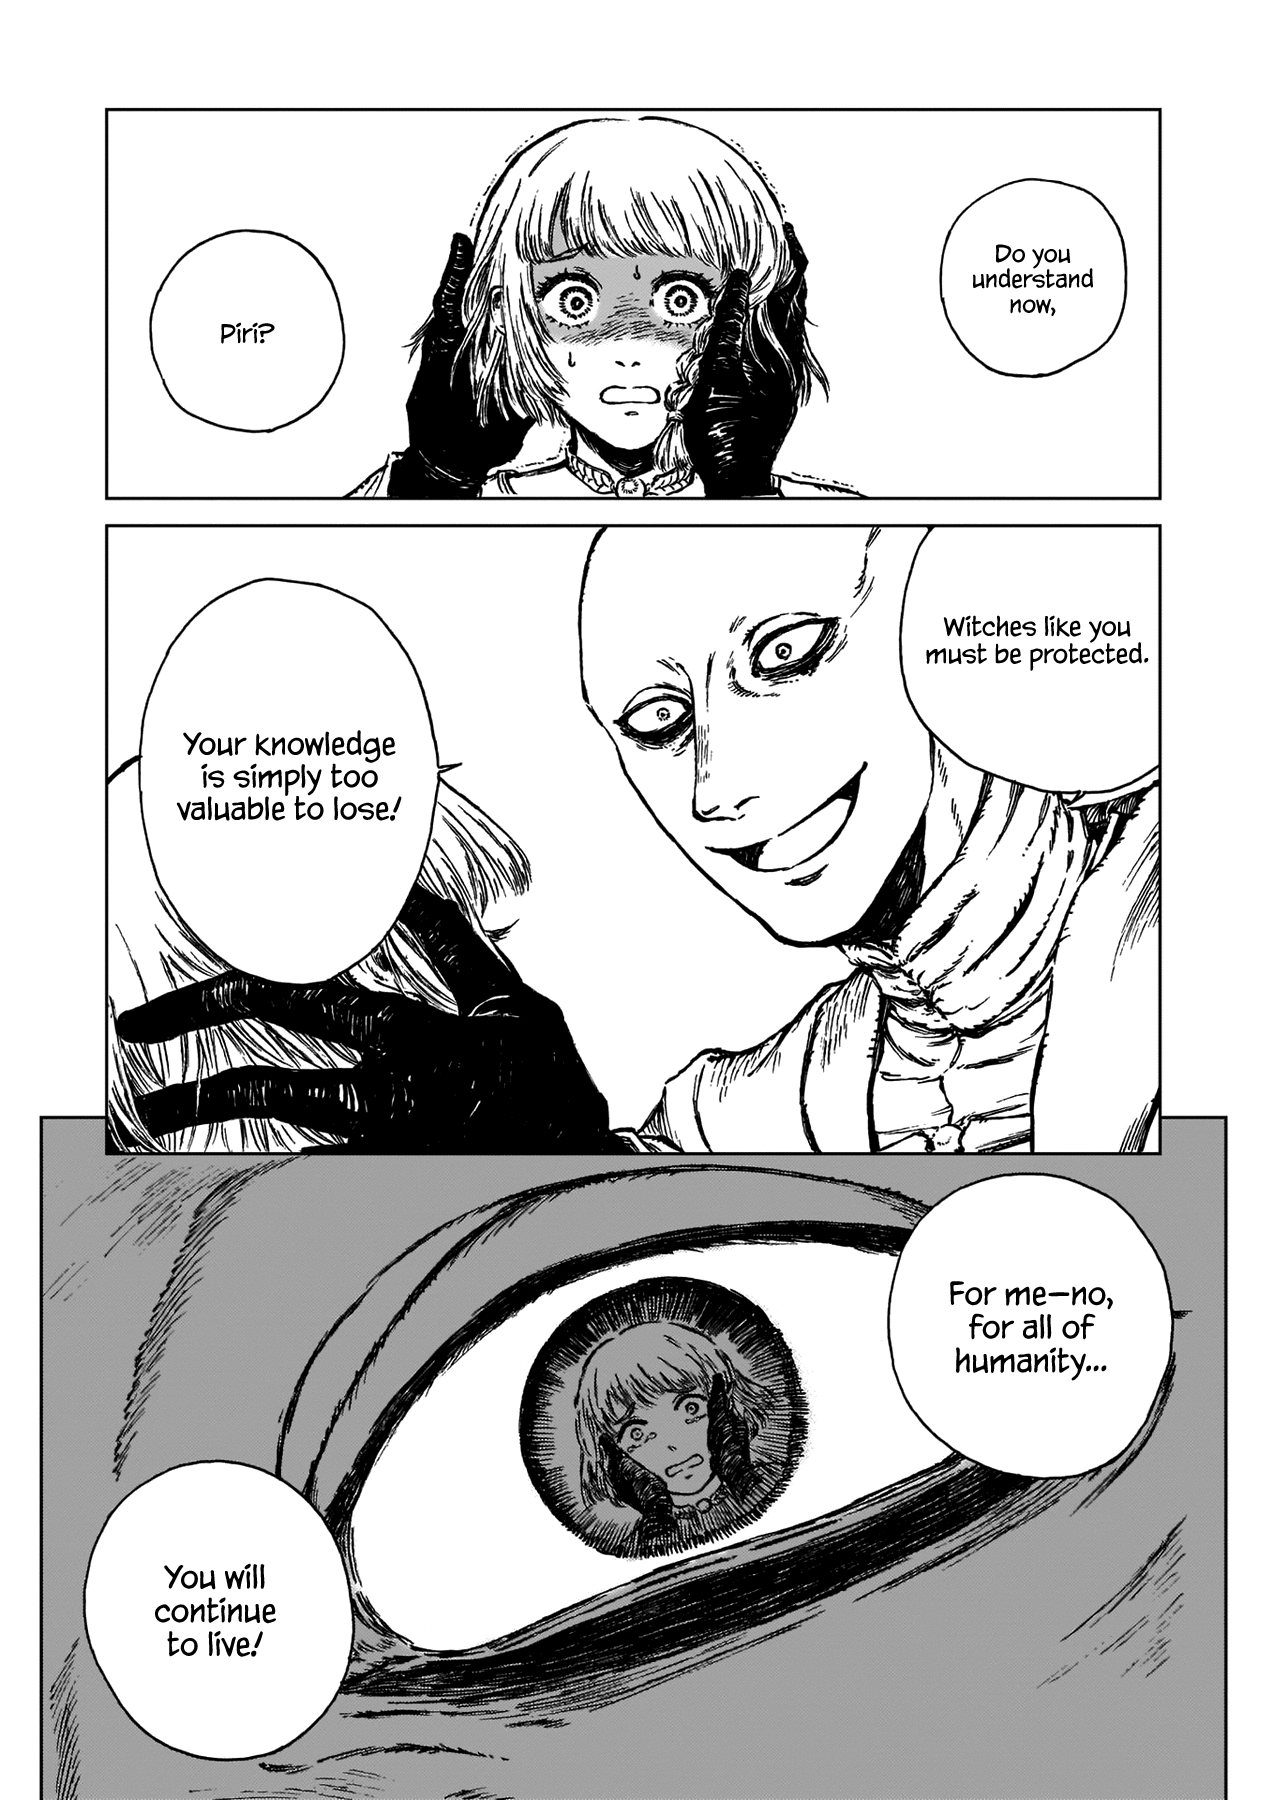 Do you
understand
now,
Piri?
Witches like you
must be protected.
Your knowledge
is simply too
valuable to lose!
For me—no,
for all of
humanity...
You will
continue
to live!